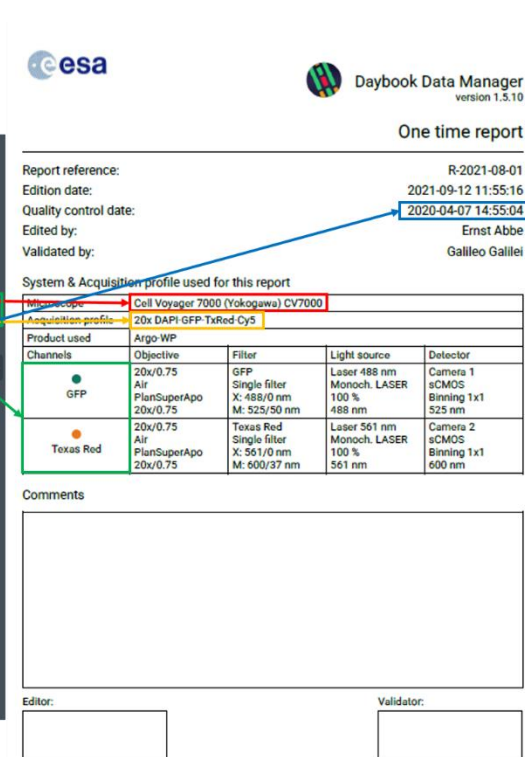 esa
Daybook Data Manager
version 1.5.10
One time report
Report reference: R-2021-08-01
Edition date: 2021-09-12 11:55:16
Quality control date: 2020-04-07 14:55:04
Edited by: Ernst Abbe
Validated by: Galileo Galilei
System & Acquisition profile used for this report
Microscope Cell Voyager 7000 (Yokogawa) CV7000
Acquisition profile 20x DAPI-GFP-TxRed-Cy5
Product used Argo-WP
Channels Objective Filter Light source Detector
GFP
20x/0.75 GFP Laser 488 nm Camera 1
Air Single filter Monoch. LASER sCMOS
PlanSuperApo X: 488/0 nm 100 % Binning 1x1
20x/0.75 M: 525/50 nm 488 nm 525 nm
Texas Red
20x/0.75 Texas Red Laser 561 nm Camera 2
Air Single filter Monoch. LASER sCMOS
PlanSuperApo X: 561/0 nm 100 % Binning 1x1
20x/0.75 M: 600/37 nm 561 nm 600 nm
Comments
Editor: Validator: